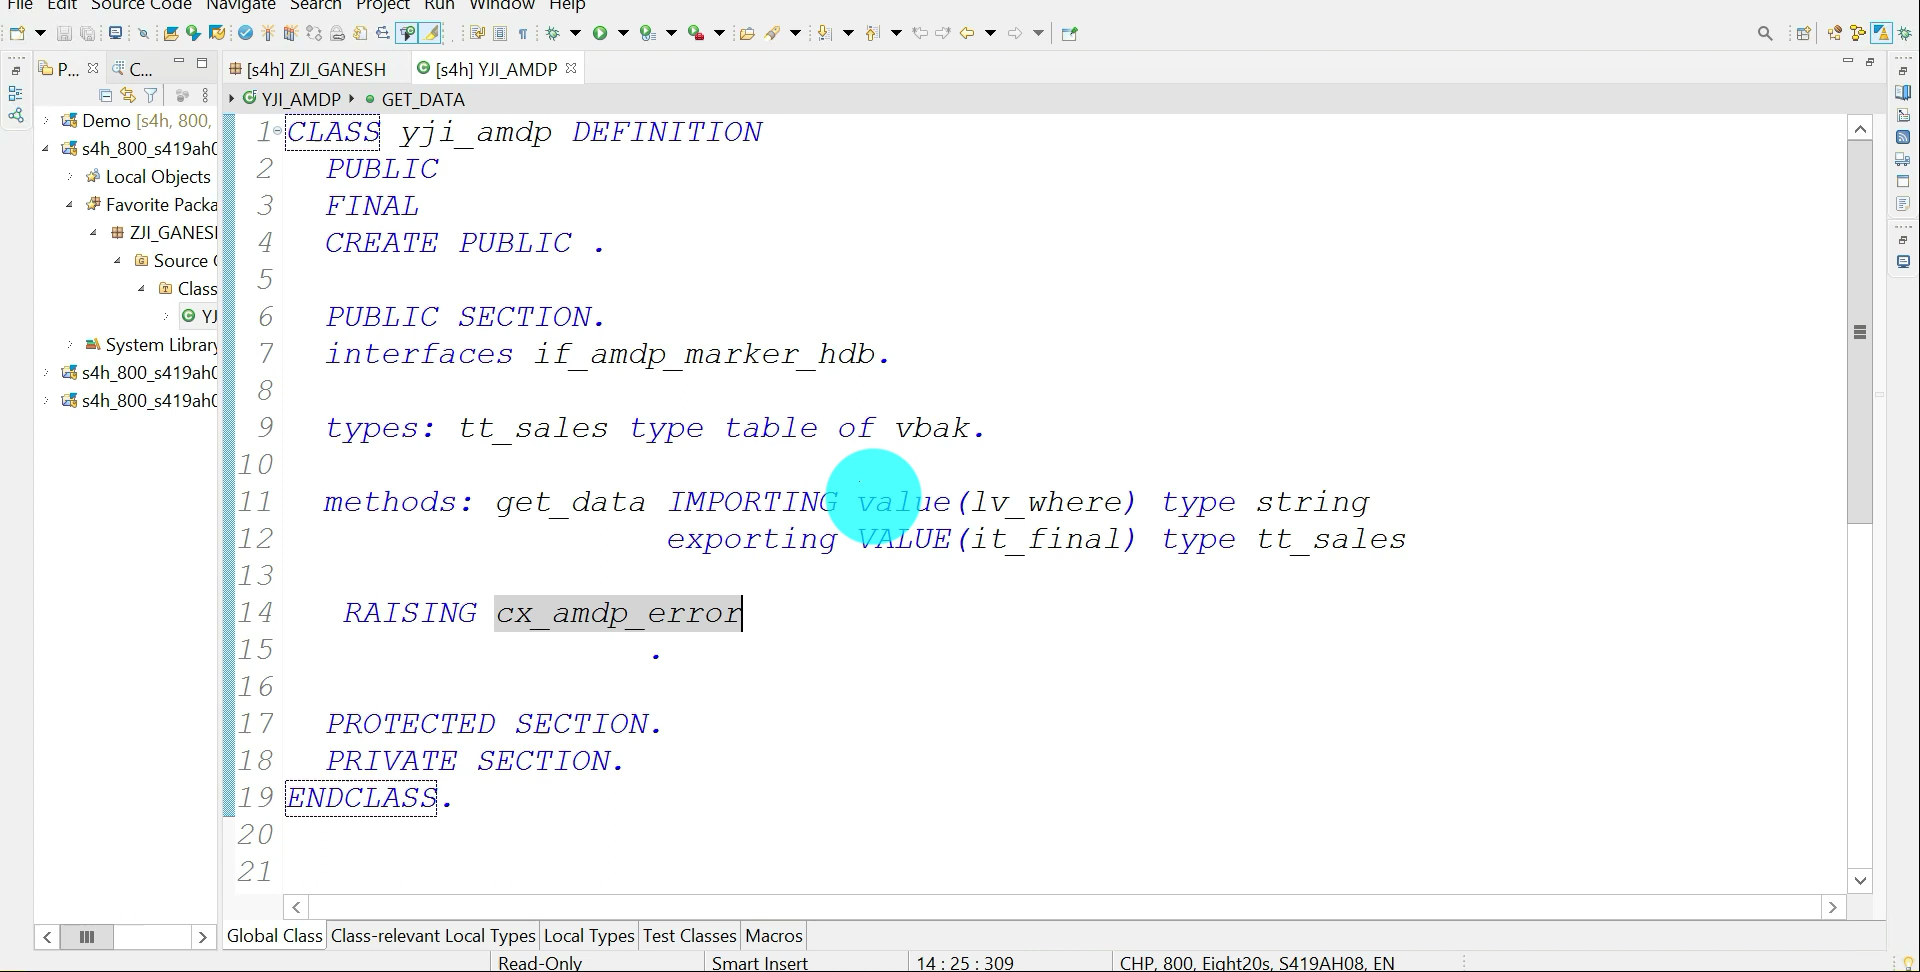 File Edit Source Code Navigate Search Project Run Window Help
P... C...
[s4h] ZJI_GANESH [s4h] YJI_AMDP
YJI_AMDP GET_DATA
Demo [s4h, 800,
s4h_800_s419ah0
Local Objects
Favorite Packa
ZJI_GANESH
Source
Class
YJ
System Library
s4h_800_s419ah0
s4h_800_s419ah0
1 CLASS yji_amdp DEFINITION
2 PUBLIC
3 FINAL
4 CREATE PUBLIC .
5
6 PUBLIC SECTION.
7 interfaces if_amdp_marker_hdb.
8
9 types: tt_sales type table of vbak.
10
11 methods: get_data IMPORTING value(lv_where) type string
12 exporting VALUE(it_final) type tt_sales
13
14 RAISING cx_amdp_error
15 .
16
17 PROTECTED SECTION.
18 PRIVATE SECTION.
19 ENDCLASS.
20
21
Global Class Class-relevant Local Types Local Types Test Classes Macros
Read-Only Smart Insert 14 : 25 : 309 CHP, 800, Eight20s, S419AH08, EN